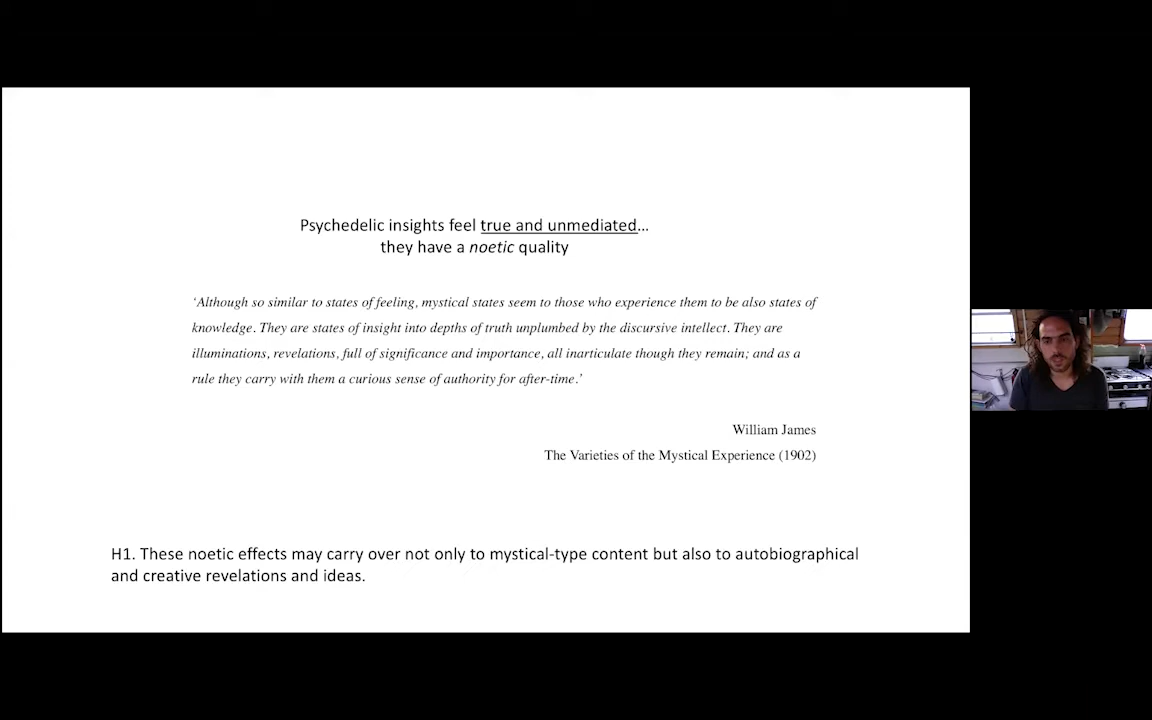 Psychedelic insights feel true and unmediated…
they have a noetic quality
‘Although so similar to states of feeling, mystical states seem to those who experience them to be also states of
knowledge. They are states of insight into depths of truth unplumbed by the discursive intellect. They are
illuminations, revelations, full of significance and importance, all inarticulate though they remain; and as a
rule they carry with them a curious sense of authority for after-time.’
William James
The Varieties of the Mystical Experience (1902)
H1. These noetic effects may carry over not only to mystical-type content but also to autobiographical
and creative revelations and ideas.